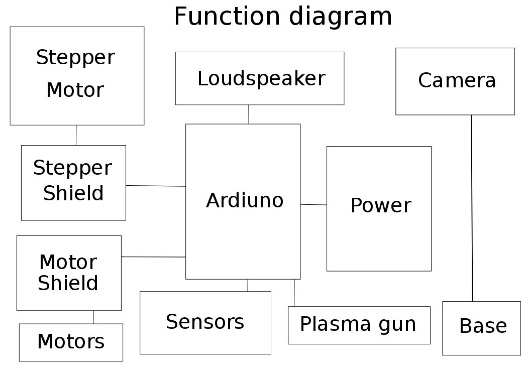 Function diagram
Stepper
Motor
Loudspeaker
Camera
Stepper
Shield
Ardiuno
Power
Motor
Shield
Sensors
Plasma gun
Base
Motors